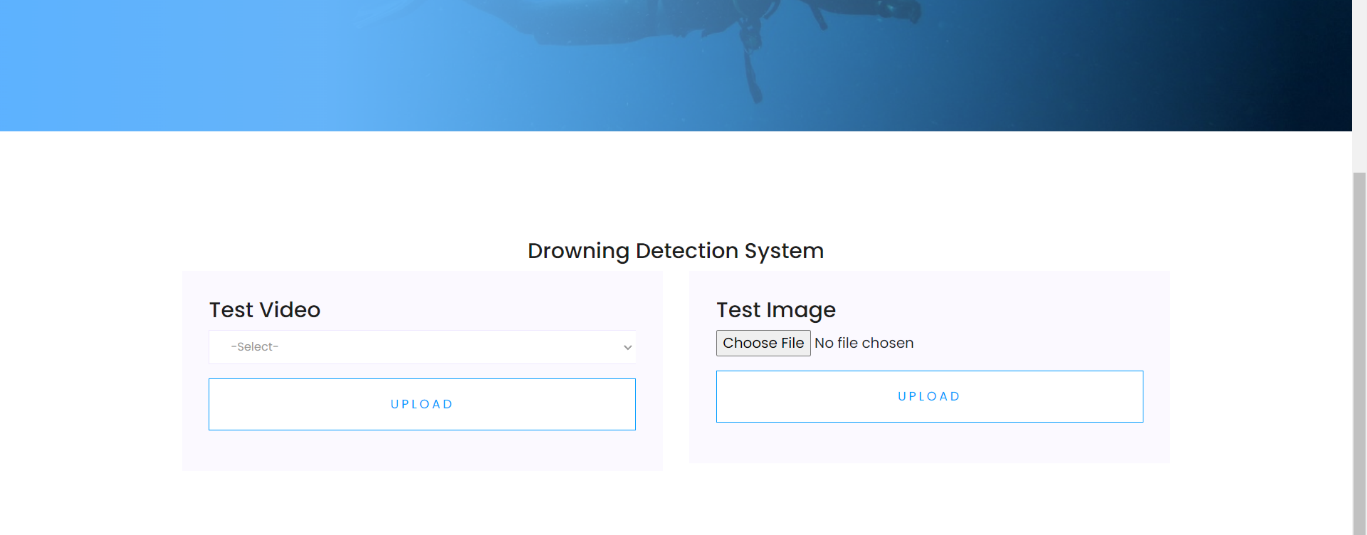 Drowning Detection System
Test Video
-Select-
UPLOAD
Test Image
Choose File No file chosen
UPLOAD